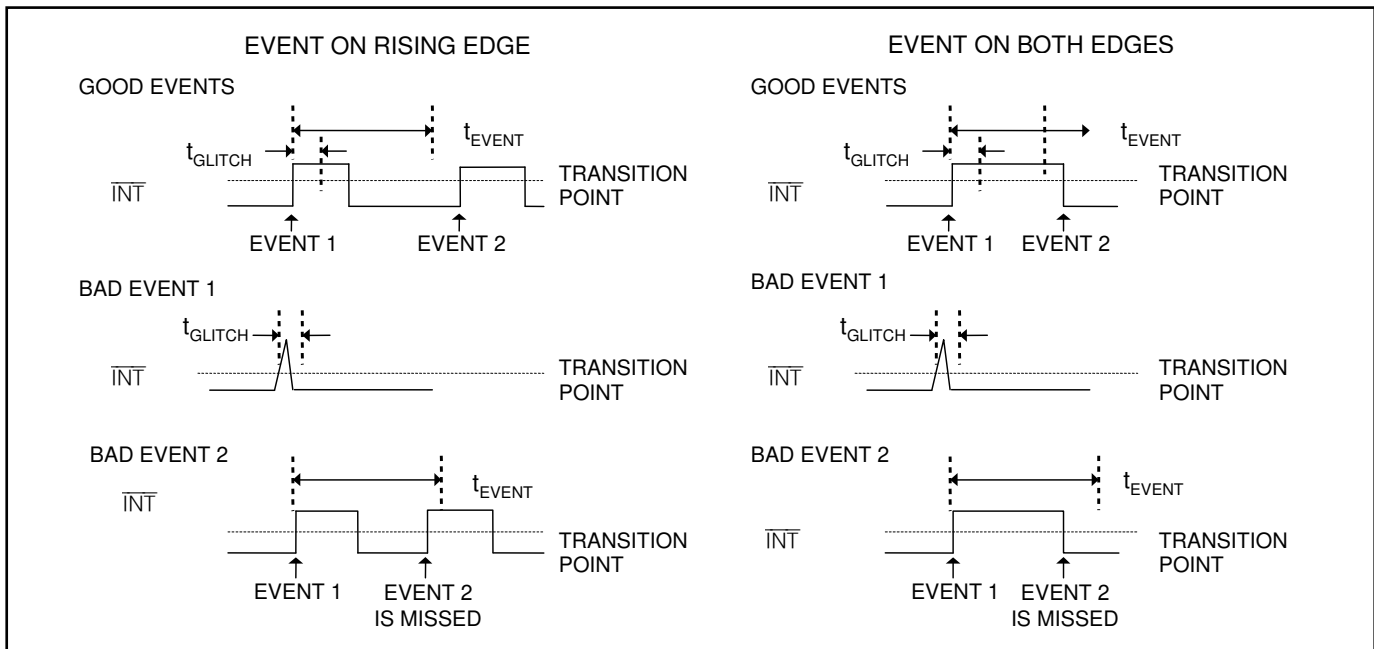 EVENT ON RISING EDGE
GOOD EVENTS
tEVENT
tGLITCH
INT
TRANSITION
POINT
EVENT 1
EVENT 2
BAD EVENT 1
tGLITCH
INT
TRANSITION
POINT
BAD EVENT 2
INT
tEVENT
TRANSITION
POINT
EVENT 1
EVENT 2
IS MISSED
EVENT ON BOTH EDGES
GOOD EVENTS
tEVENT
tGLITCH
INT
TRANSITION
POINT
EVENT 1
EVENT 2
BAD EVENT 1
tGLITCH
INT
TRANSITION
POINT
BAD EVENT 2
tEVENT
INT
TRANSITION
POINT
EVENT 1
EVENT 2
IS MISSED